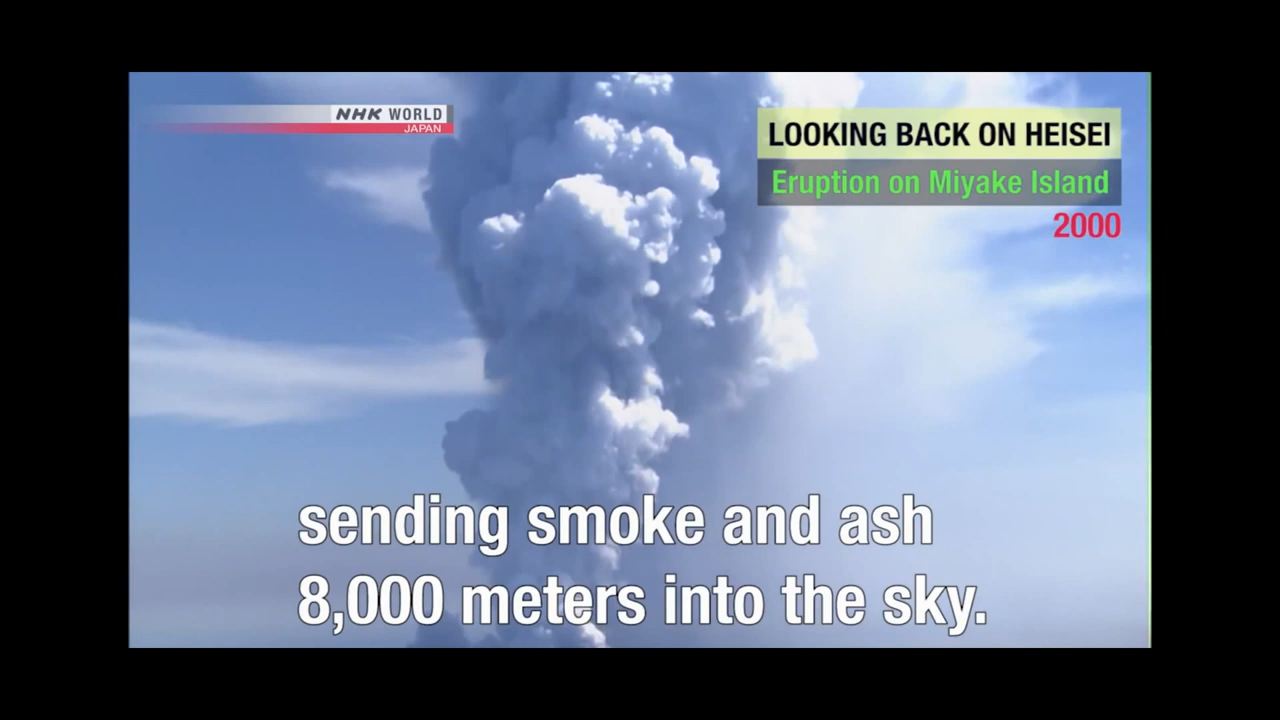 NHK WORLD
JAPAN
LOOKING BACK ON HEISEI
Eruption on Miyake Island
2000
sending smoke and ash
8,000 meters into the sky.